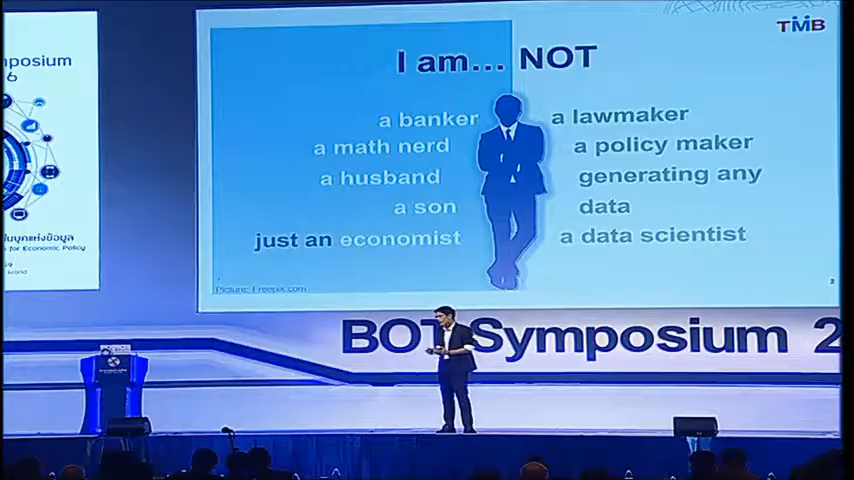 TMB
I am... NOT
a banker
a math nerd
a husband
a son
just an economist
a lawmaker
a policy maker
generating any
data
a data scientist
Picture: Freepik.com
2
mposium
6
for Economic Policy
World
BOT Symposium 2